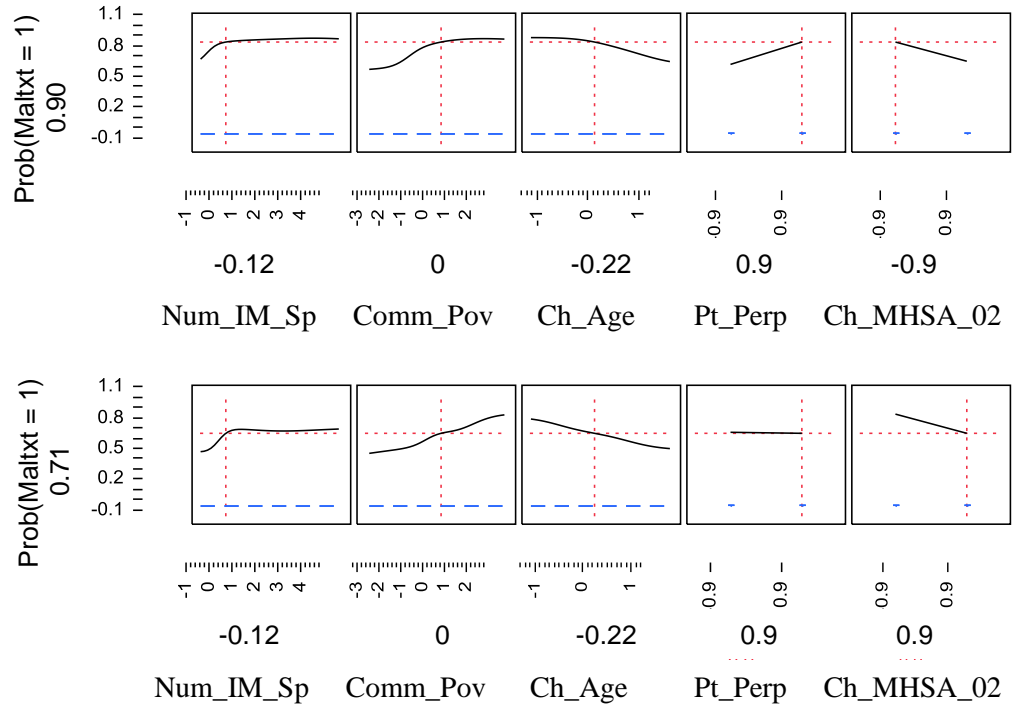 Prob(Maltxt = 1)
0.90
1.1
0.8
0.5
0.2
-0.1
-1 0 1 2 3 4
-3 -2 -1 0 1 2
-1 0 1
-0.9 0.9
-0.9 0.9
-0.12 0 -0.22 0.9 -0.9
Num_IM_Sp Comm_Pov Ch_Age Pt_Perp Ch_MHSA_02
Prob(Maltxt = 1)
0.71
1.1
0.8
0.5
0.2
-0.1
-1 0 1 2 3 4
-3 -2 -1 0 1 2
-1 0 1
-0.9 0.9
-0.9 0.9
-0.12 0 -0.22 0.9 0.9
Num_IM_Sp Comm_Pov Ch_Age Pt_Perp Ch_MHSA_02